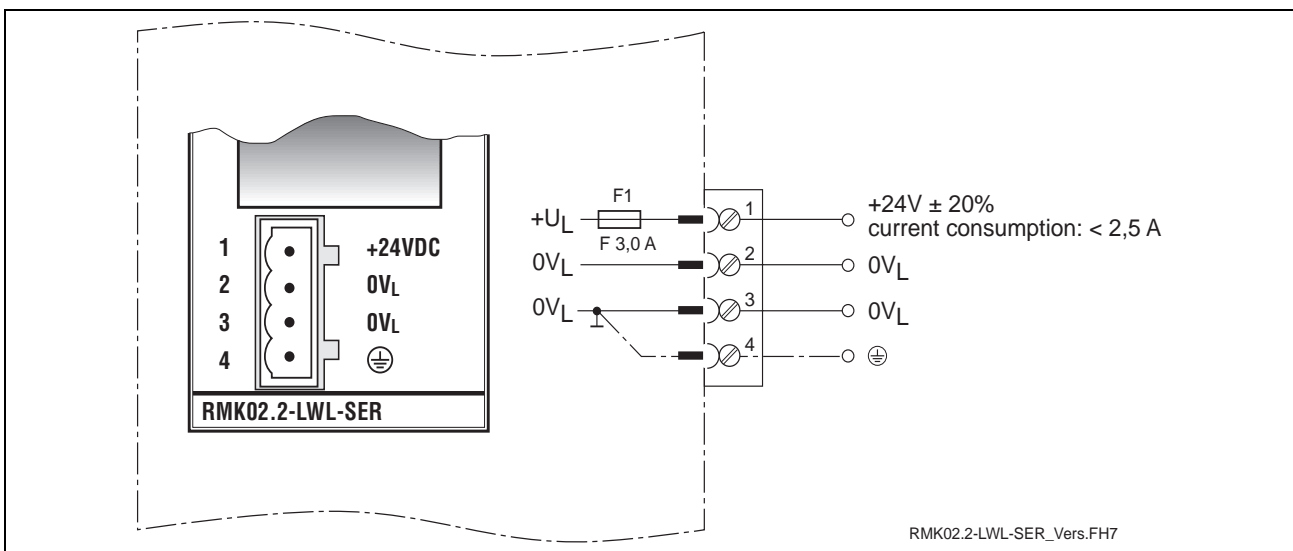 1 +24VDC
2 0VL
3 0VL
4
RMK02.2-LWL-SER
+UL F1 1 +24V ± 20%
F 3,0 A current consumption: < 2,5 A
0VL 2 0VL
0VL 3 0VL
4
RMK02.2-LWL-SER_Vers.FH7